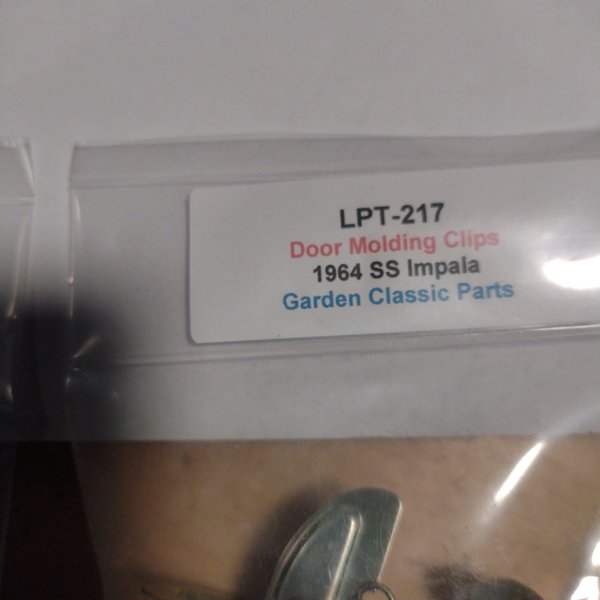 LPT-217
Door Molding Clips
1964 SS Impala
Garden Classic Parts